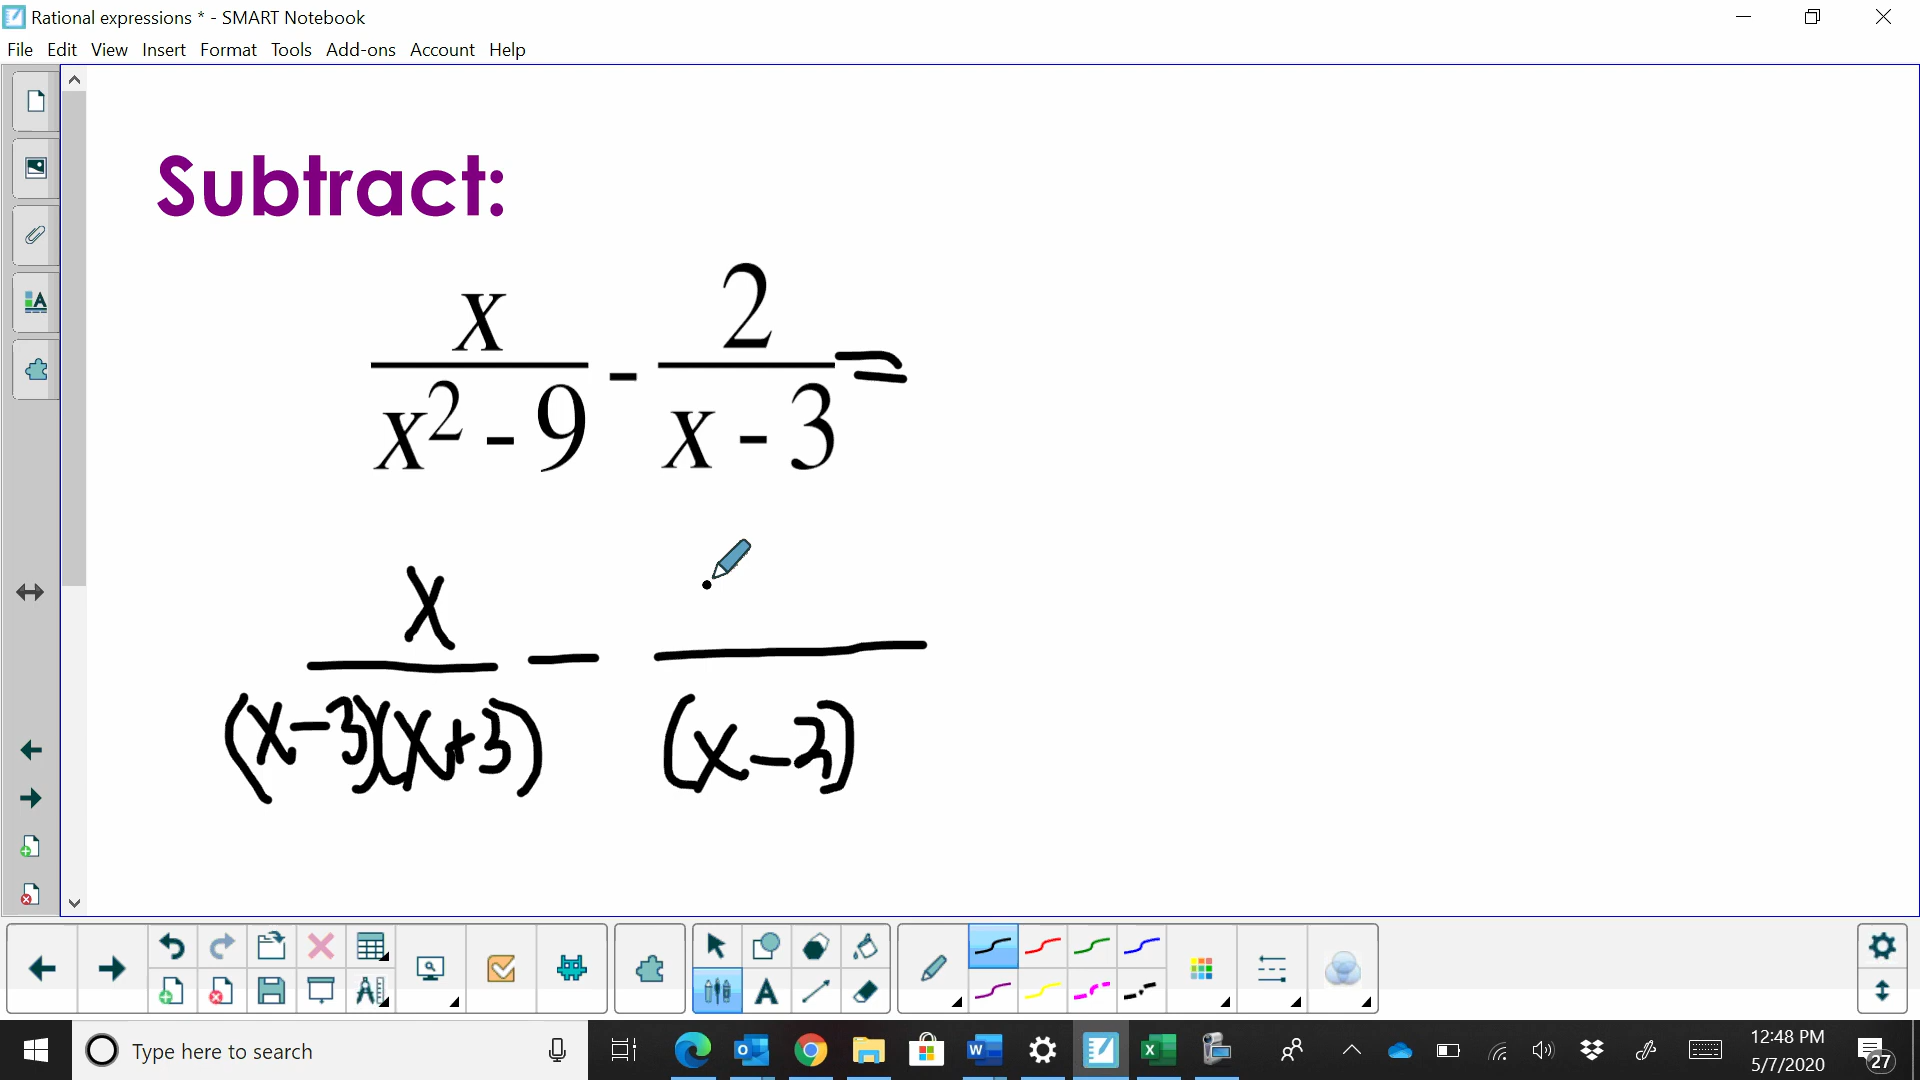 Rational expressions * - SMART Notebook
File Edit View Insert Format Tools Add-ons Account Help
Subtract:
x 2
x² - 9 - x - 3 =
x
(x-3)(x+3) - (x-3)
Type here to search
12:48 PM
5/7/2020
27